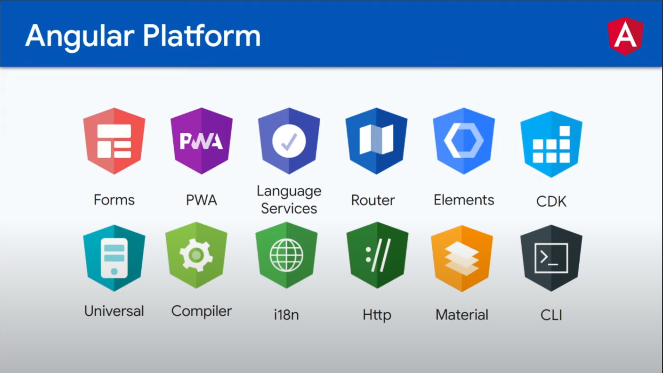 Angular Platform
A
PWA
Forms
PWA
Language
Services
Router
Elements
CDK
://
>_
Universal
Compiler
i18n
Http
Material
CLI